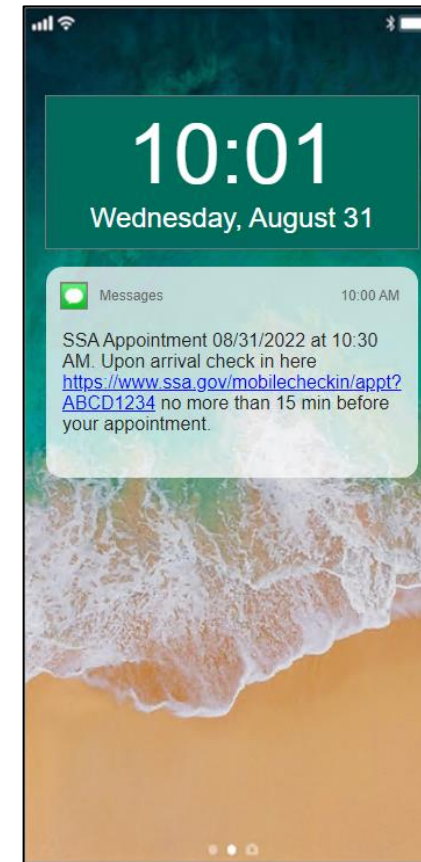 10:01
Wednesday, August 31
Messages 10:00 AM
SSA Appointment 08/31/2022 at 10:30
AM. Upon arrival check in here
https://www.ssa.gov/mobilecheckin/appt?
ABCD1234 no more than 15 min before
your appointment.